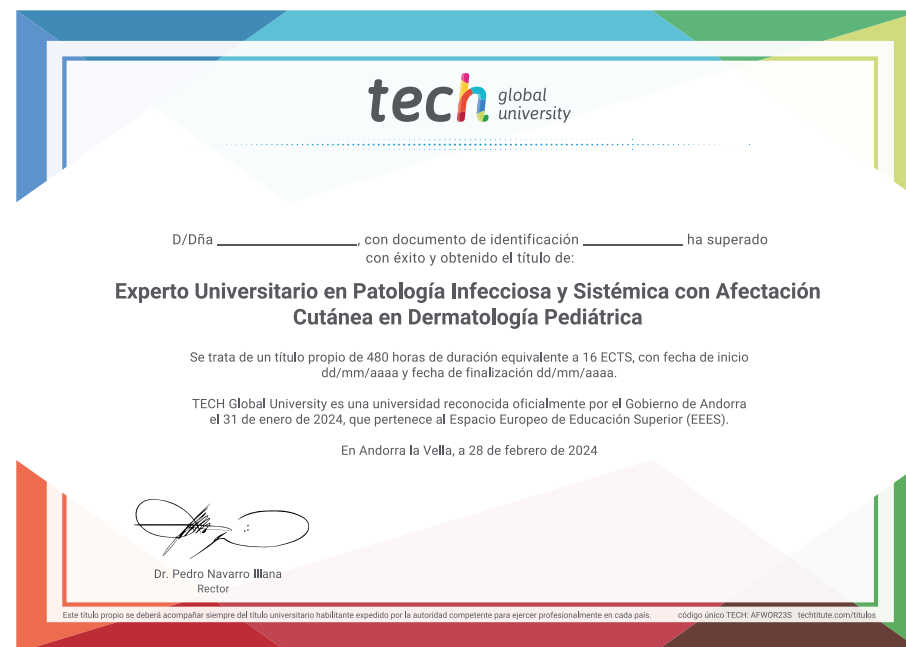 tech global university
D/Dña ____________________, con documento de identificación ______________ ha superado
con éxito y obtenido el título de:
Experto Universitario en Patología Infecciosa y Sistémica con Afectación
Cutánea en Dermatología Pediátrica
Se trata de un título propio de 480 horas de duración equivalente a 16 ECTS, con fecha de inicio
dd/mm/aaaa y fecha de finalización dd/mm/aaaa.
TECH Global University es una universidad reconocida oficialmente por el Gobierno de Andorra
el 31 de enero de 2024, que pertenece al Espacio Europeo de Educación Superior (EEES).
En Andorra la Vella, a 28 de febrero de 2024
Dr. Pedro Navarro Illana
Rector
Este título propio se deberá acompañar siempre del título universitario habilitante expedido por la autoridad competente para ejercer profesionalmente en cada país. código único TECH: AFWOR23S techtitute.com/titulos